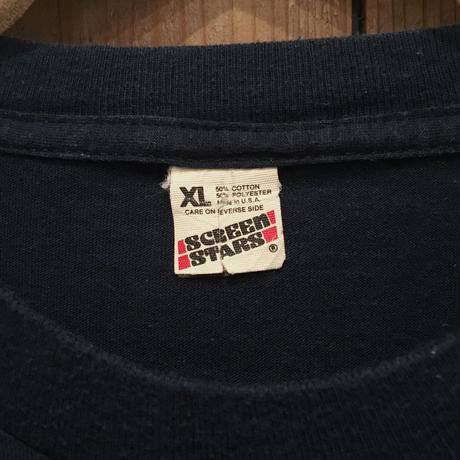 XL 50% COTTON
50% POLYESTER
Made in U.S.A.
CARE ON REVERSE SIDE
SCREEN
STARS ®